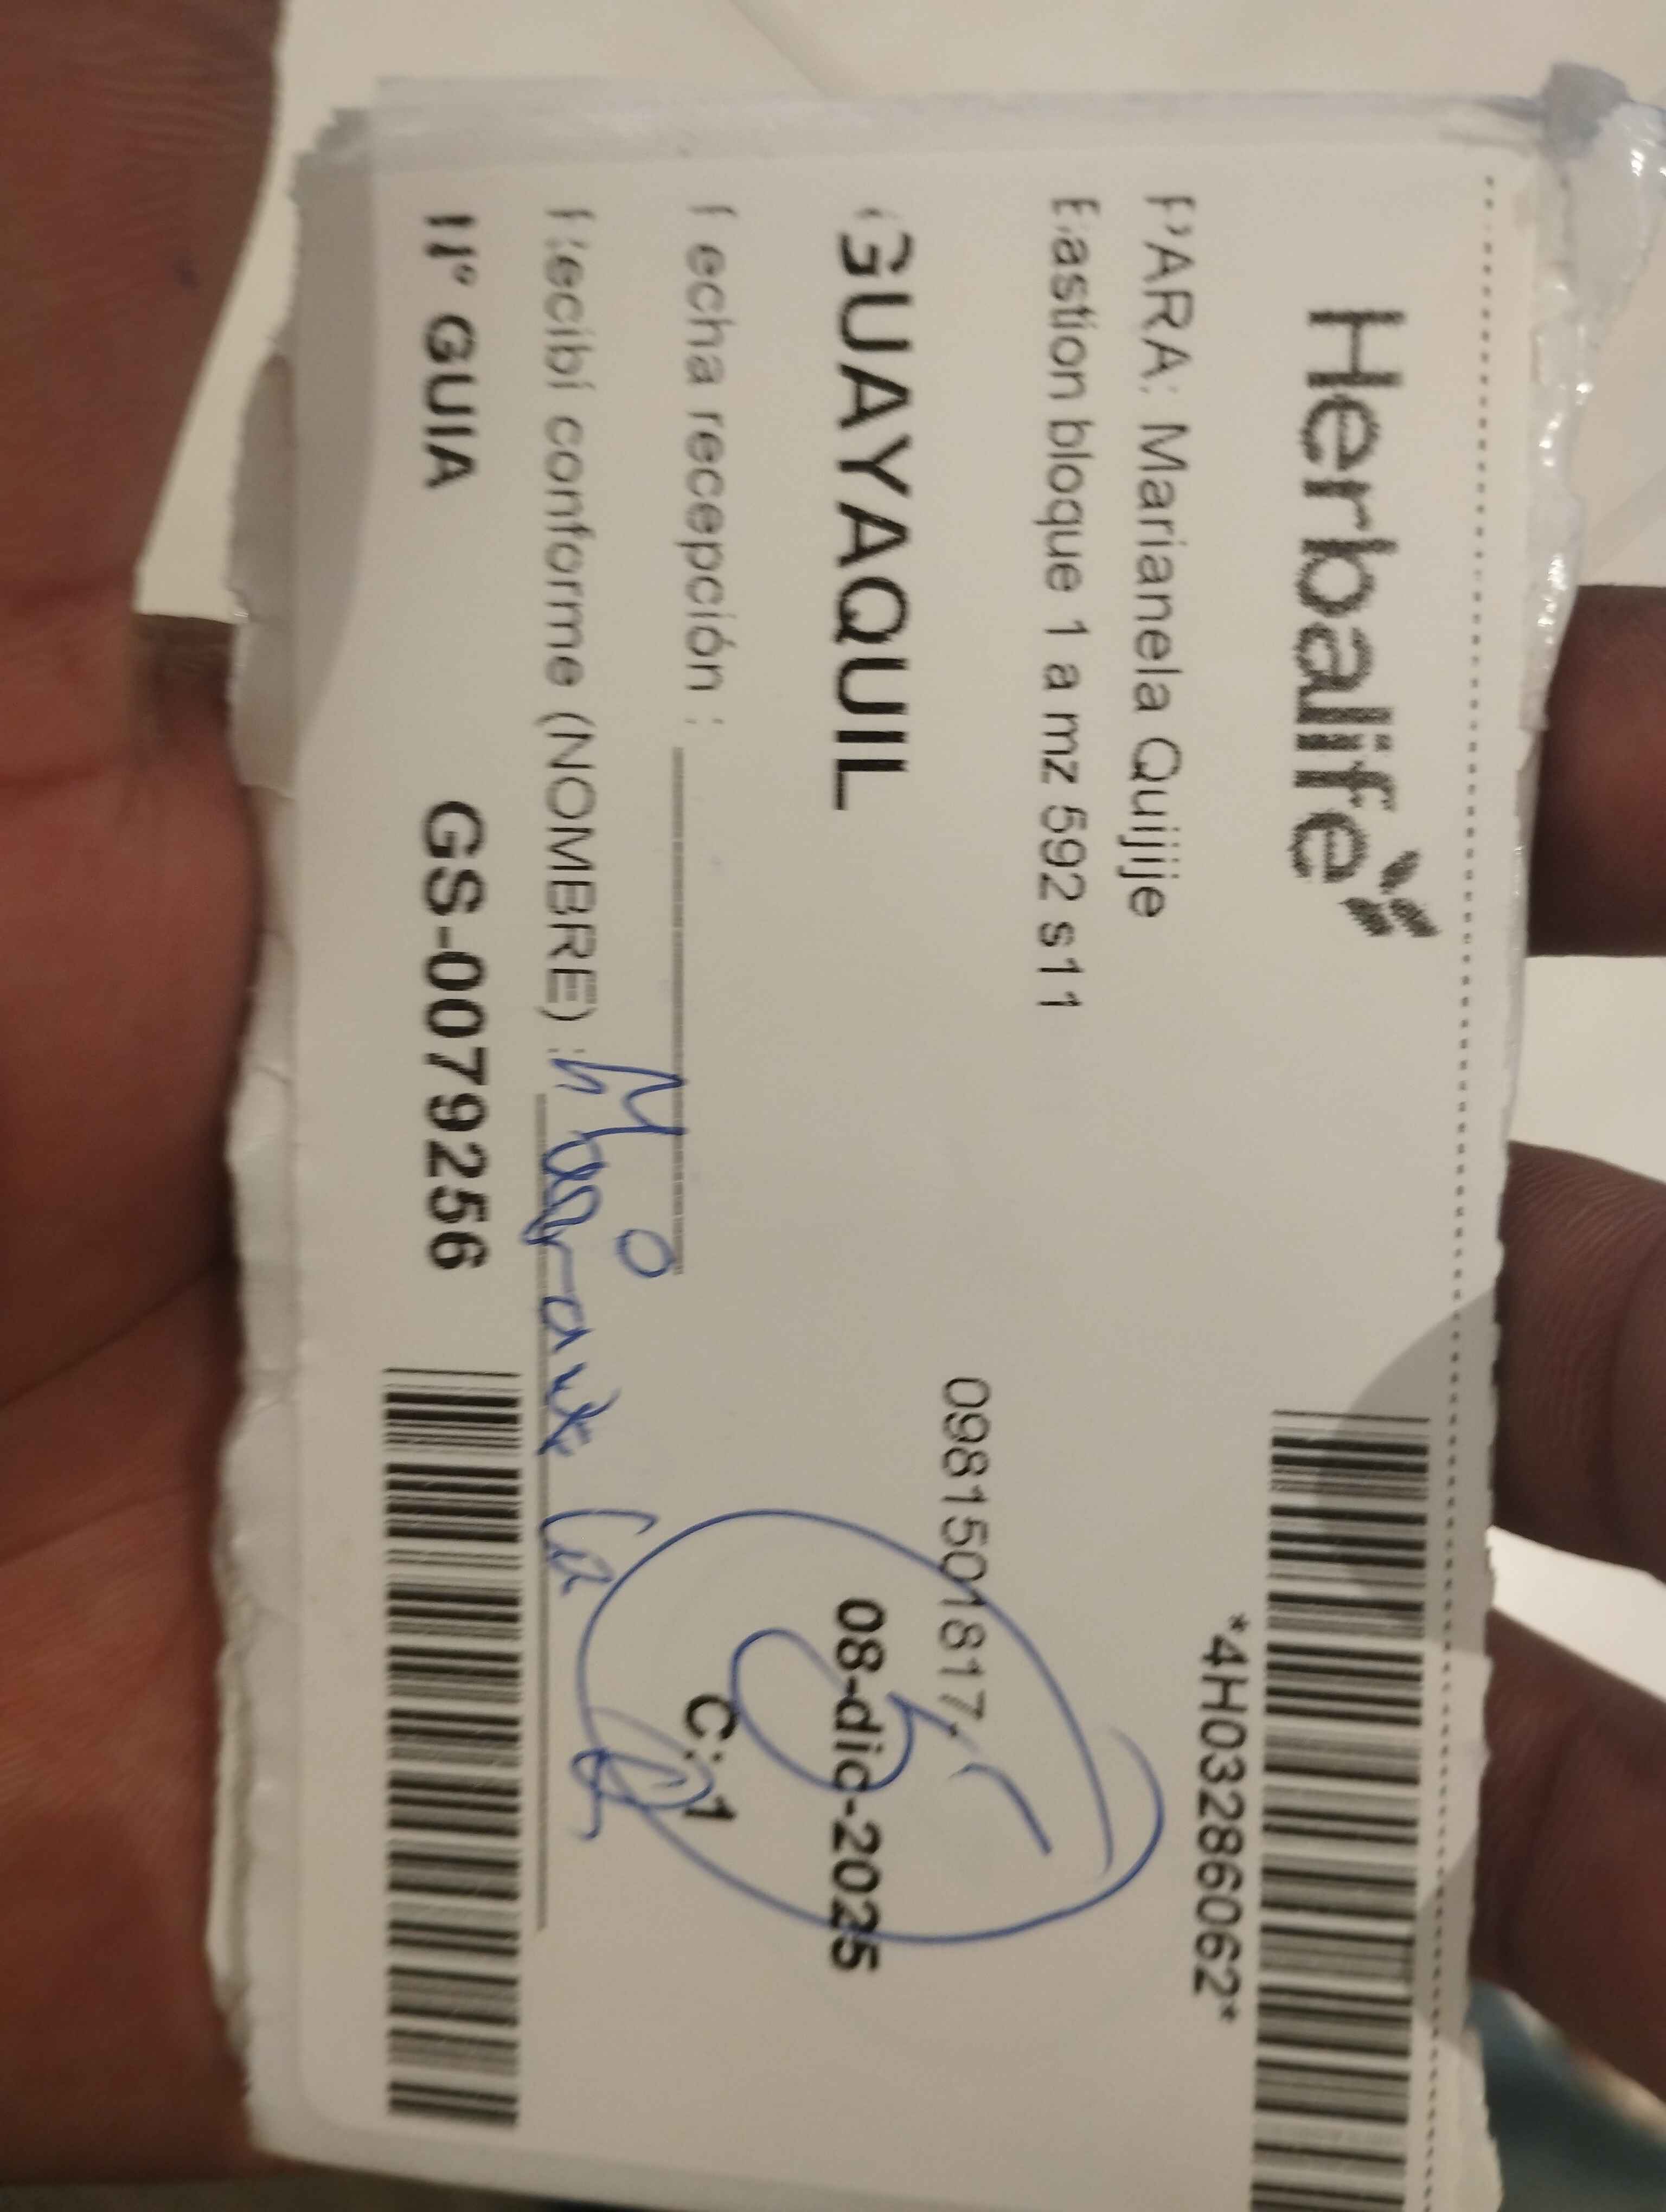 Herbalife
*4H03286062*
PARA: Marianela Quijije
Bastion bloque 1 a mz 592 s11
0981501817.
GUAYAQUIL
08-dic-2025
Fecha recepción :
C:1
Recibí conforme (NOMBRE) :
N° GUIA GS-0079256